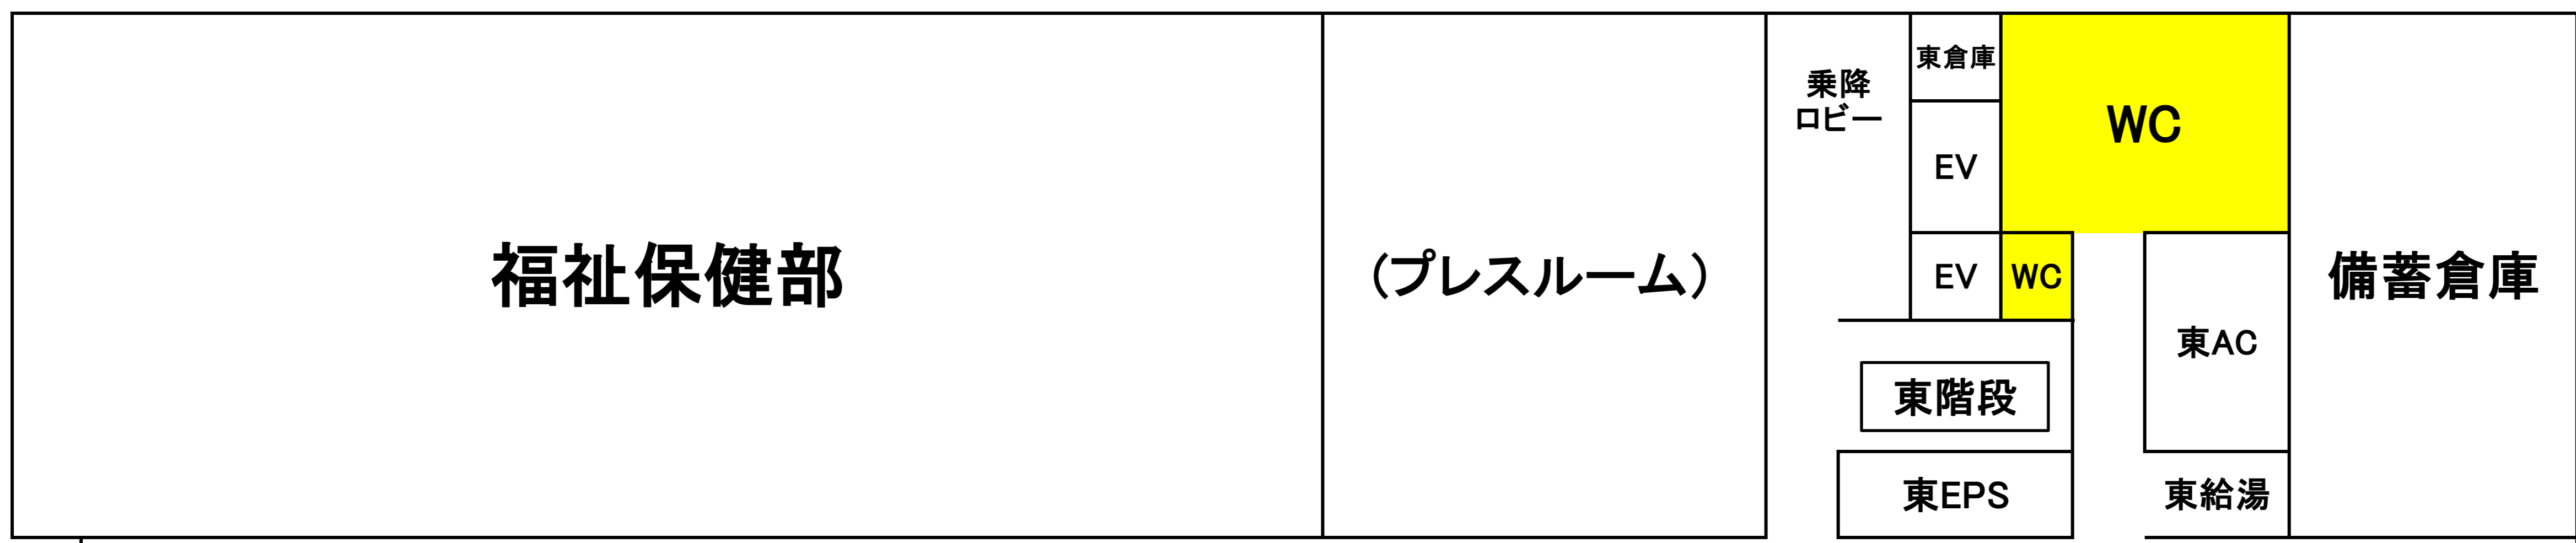 福祉保健部
（プレスルーム）
乗降
ロビー
東倉庫
EV
EV
WC
WC
東階段
東EPS
東AC
東給湯
備蓄倉庫